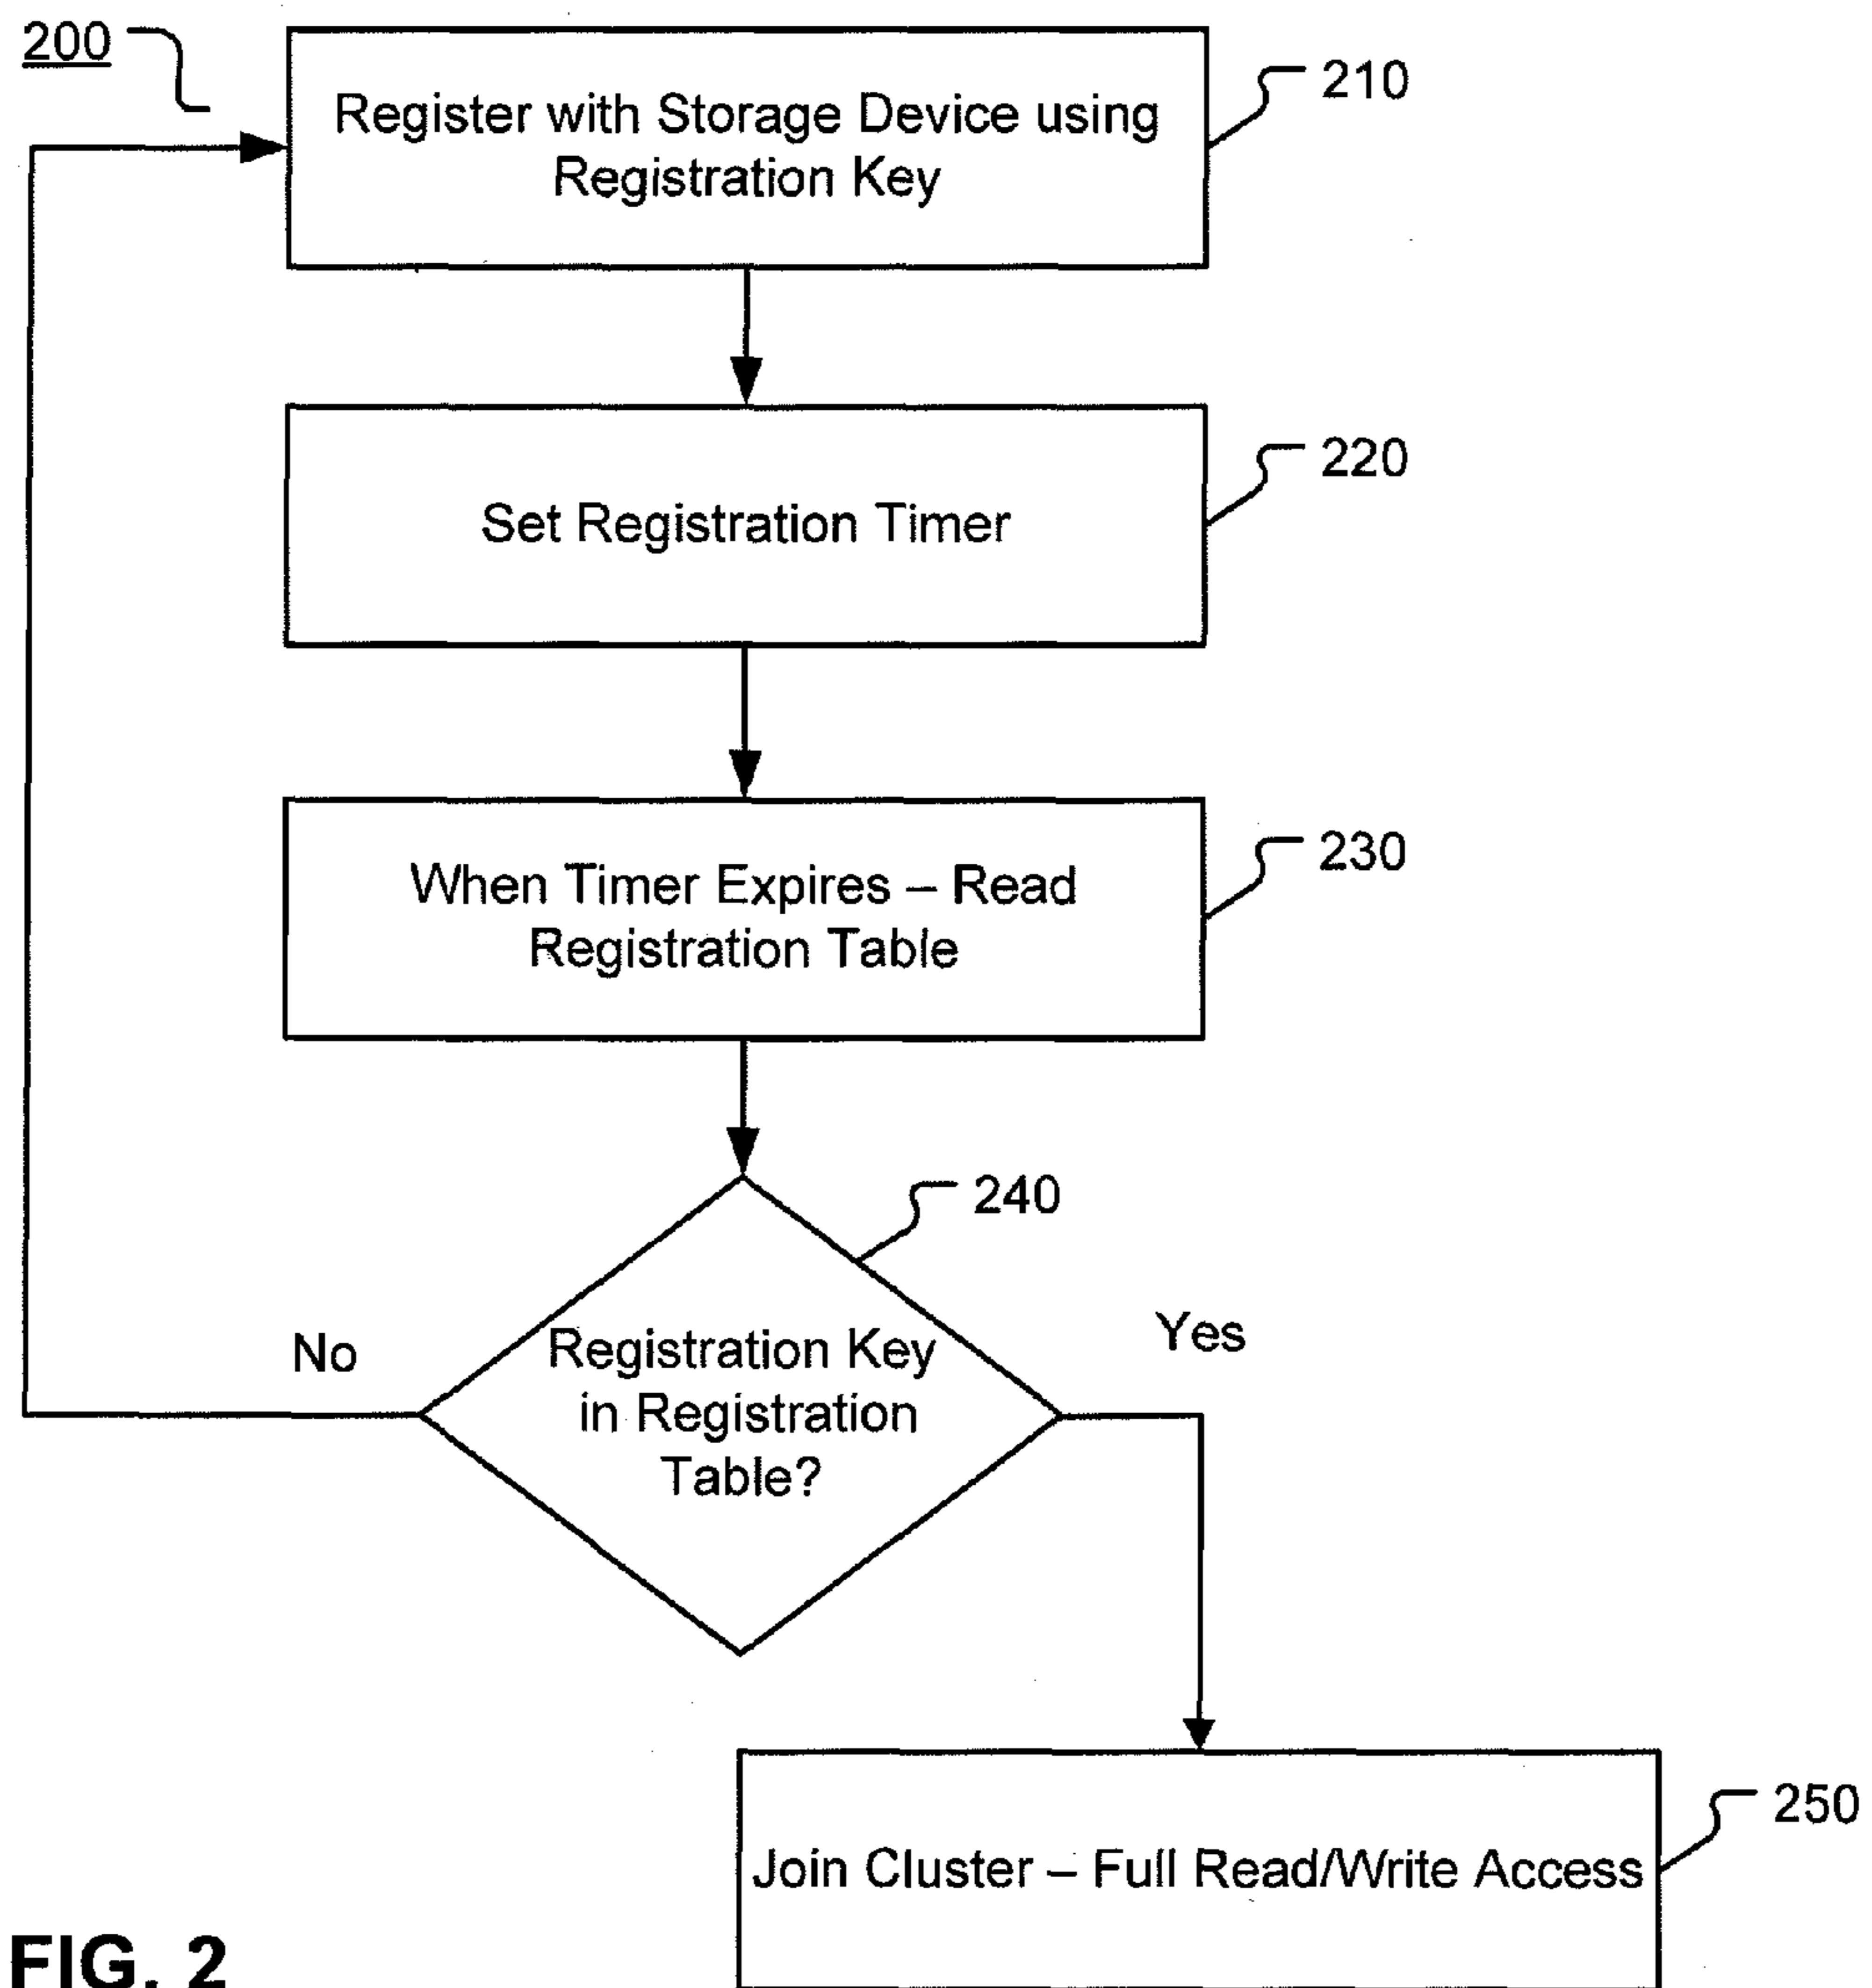 200
Register with Storage Device using
Registration Key
210
Set Registration Timer
220
When Timer Expires – Read
Registration Table
230
240
Registration Key
in Registration
Table?
No
Yes
Join Cluster – Full Read/Write Access
250
FIG. 2